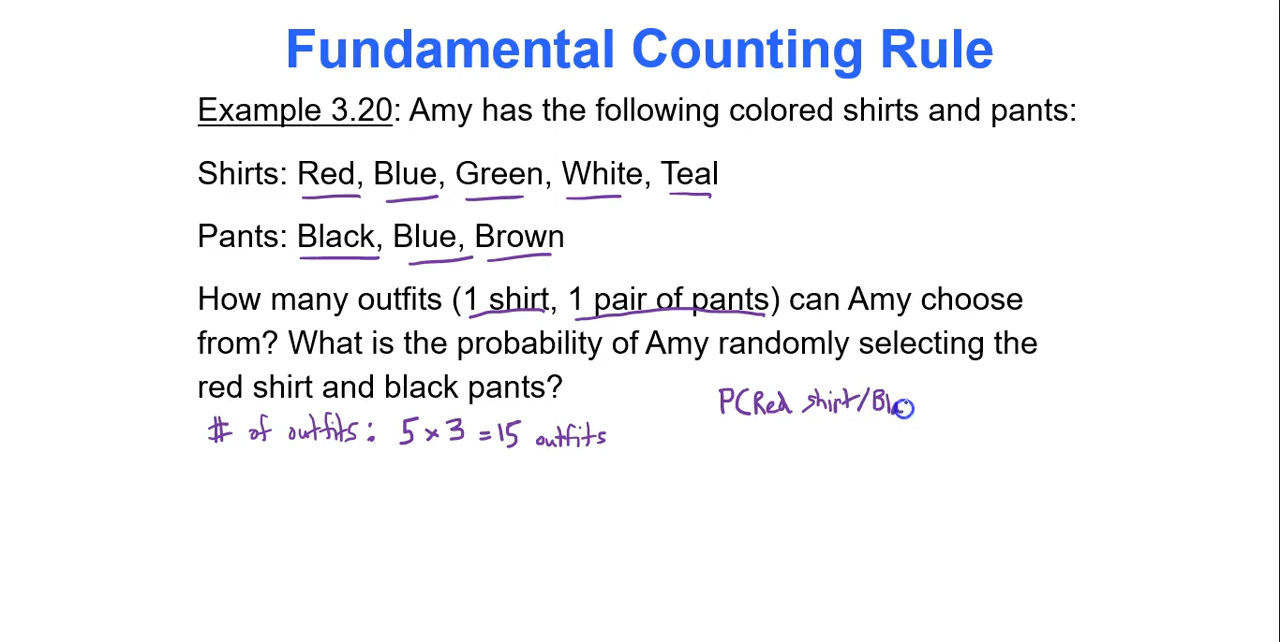 Fundamental Counting Rule
Example 3.20: Amy has the following colored shirts and pants:
Shirts: Red, Blue, Green, White, Teal
Pants: Black, Blue, Brown
How many outfits (1 shirt, 1 pair of pants) can Amy choose
from? What is the probability of Amy randomly selecting the
red shirt and black pants?
P(Red shirt/Bla
# of outfits: 5 × 3 = 15 outfits